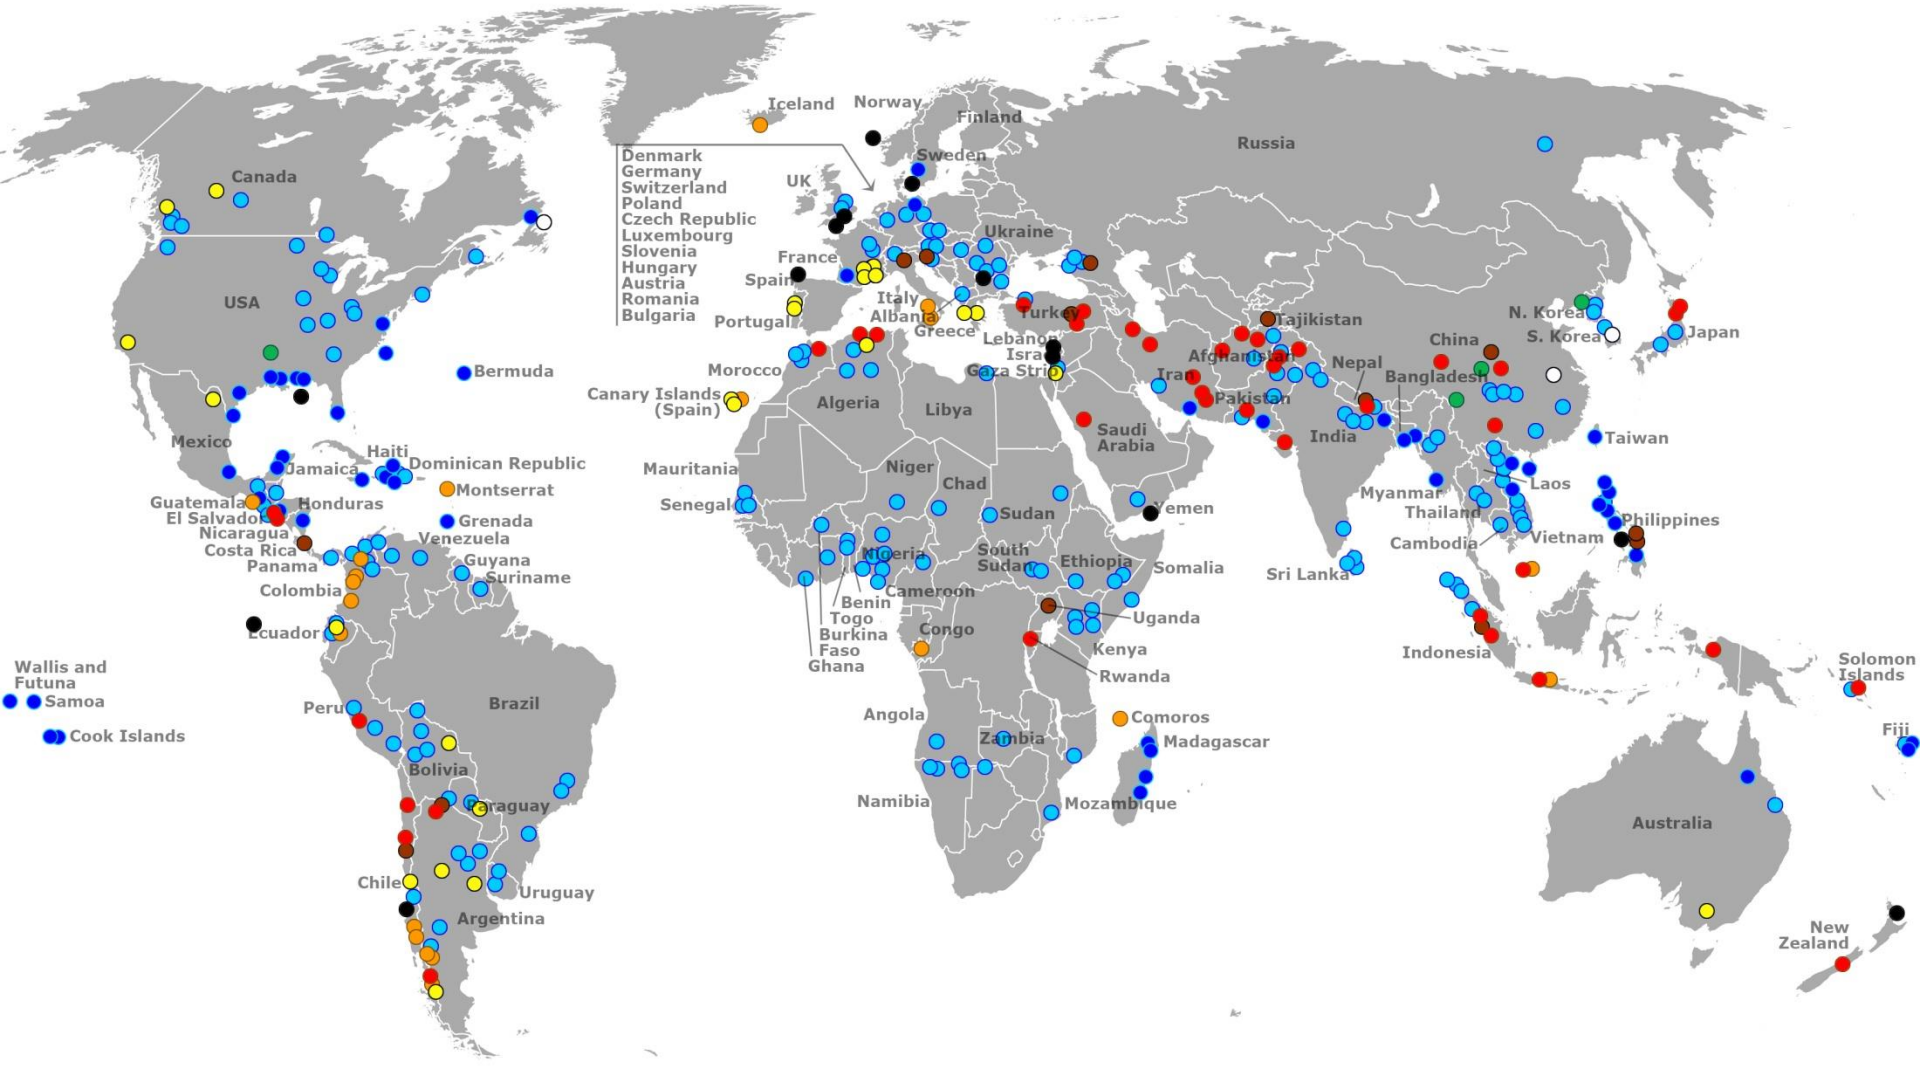 Iceland
Norway
Finland
Russia
Denmark
Germany
Switzerland
Poland
Czech Republic
Luxembourg
Slovenia
Hungary
Austria
Romania
Bulgaria
Sweden
UK
Canada
Ukraine
France
Spain
USA
Italy
Albania
Greece
Portugal
Turkey
Tajikistan
N. Korea
S. Korea
Japan
China
Lebanon
Israel
Afghanistan
Nepal
Bangladesh
Bermuda
Morocco
Gaza Strip
Iran
Canary Islands
(Spain)
Algeria
Libya
Pakistan
Saudi
Arabia
India
Taiwan
Mexico
Haiti
Jamaica
Dominican Republic
Mauritania
Niger
Chad
Montserrat
Guatemala
Honduras
El Salvador
Senegal
Sudan
Yemen
Myanmar
Laos
Thailand
Grenada
Nicaragua
Venezuela
Costa Rica
Panama
Guyana
Suriname
Colombia
Nigeria
South
Sudan
Ethiopia
Somalia
Philippines
Vietnam
Cambodia
Sri Lanka
Benin
Cameroon
Togo
Burkina
Faso
Ghana
Congo
Uganda
Kenya
Rwanda
Ecuador
Indonesia
Wallis and
Futuna
Samoa
Cook Islands
Solomon
Islands
Peru
Brazil
Angola
Comoros
Zambia
Madagascar
Fiji
Bolivia
Paraguay
Namibia
Mozambique
Australia
Chile
Uruguay
Argentina
New
Zealand